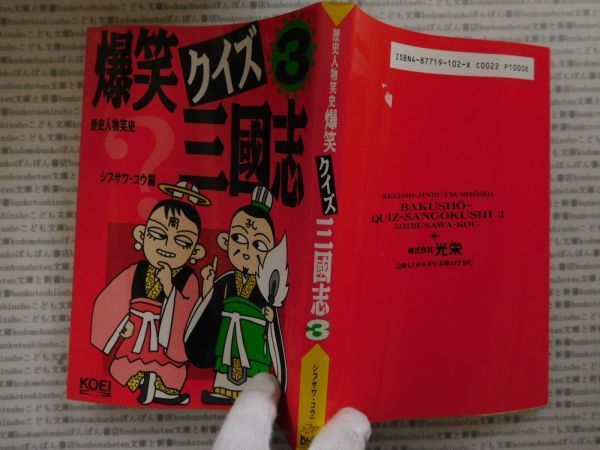 爆笑クイズ3
三國志
歴史人物笑史
シブサワ・コウ編
周
孔
KOEI
歴史人物笑史 爆笑クイズ三國志3
シブサワ・コウ
ISBN4-87719-102-X C0022 P1000E
REKISHI-JINBUTSUSHŌSHI
BAKUSHŌ-
QUIZ-SANGOKUSHI 3
SHIBUSAWA-KOU
株式会社光栄